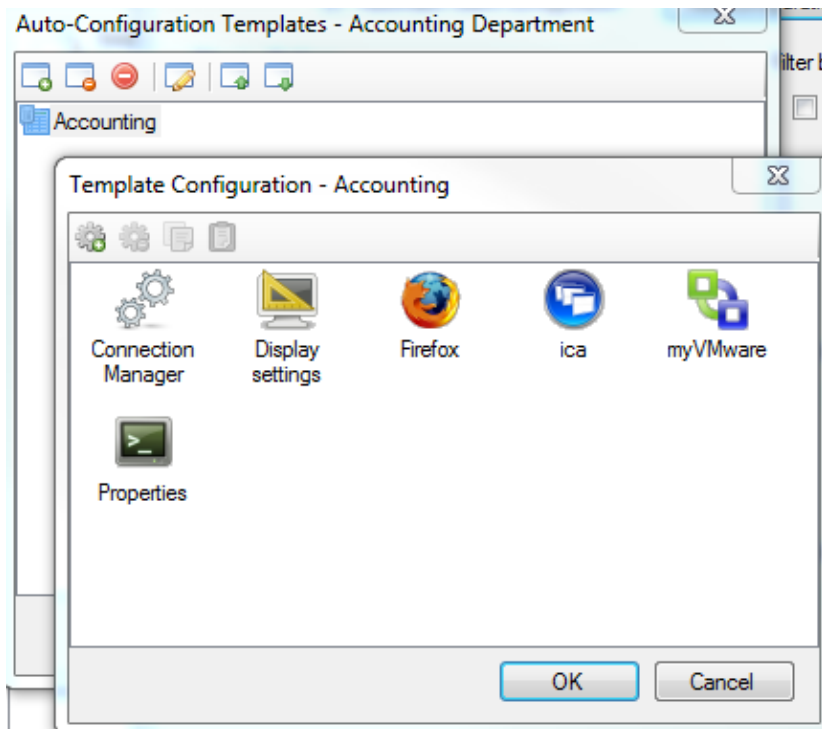 Auto-Configuration Templates - Accounting Department
Accounting
Template Configuration - Accounting
Connection Manager
Display settings
Firefox
ica
myVMware
Properties
OK
Cancel